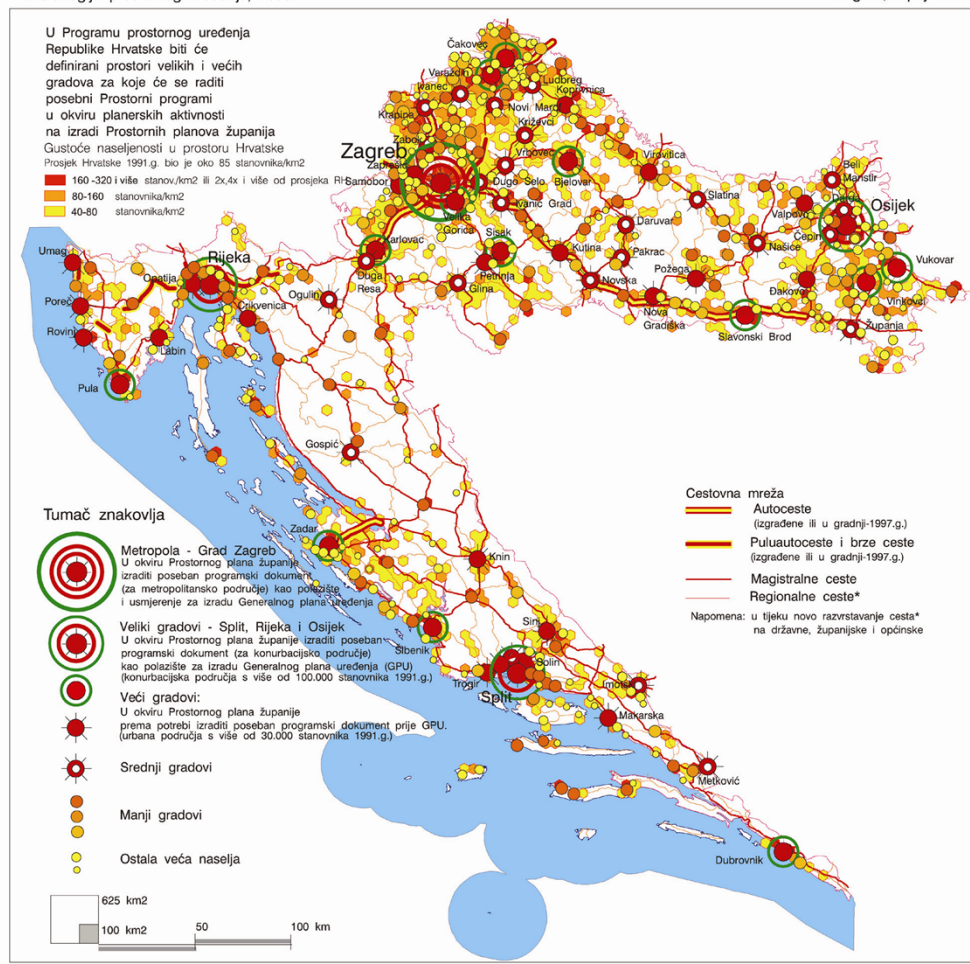 U Programu prostornog uređenja
Republike Hrvatske biti će
definirani prostori velikih i većih
gradova za koje će se raditi
posebni Prostorni programi
u okviru planerskih aktivnosti
na izradi Prostornih planova županija
Gustoće naseljenosti u prostoru Hrvatske
Prosjek Hrvatske 1991.g. bio je oko 85 stanovnika/km2
160 -320 i više stanov./km2 ili 2x,4x i više od prosjeka RH
80-160 stanovnika/km2
40-80 stanovnika/km2
Čakovec
Varaždin
Ivanec
Ludbreg
Koprivnica
Novi Marof
Krapina
Križevci
Zabok
Zagreb
Vrbovec
Zaprešić
Samobor
Dugo Selo
Bjelovar
Virovitica
Ivanić Grad
Velika
Gorica
Slatina
Beli
Manstir
Darda
Valpovo
Osijek
Čepin
Našice
Daruvar
Sisak
Karlovac
Kutina
Pakrac
Vukovar
Umag
Rijeka
Opatija
Duga
Resa
Petrinja
Glina
Novska
Požega
Đakovo
Vinkovci
Poreč
Crikvenica
Ogulin
Nova
Gradiška
Slavonski Brod
Županja
Rovinj
Labin
Pula
Gospić
Zadar
Knin
Šibenik
Sinj
Solin
Trogir
Split
Imotski
Makarska
Metković
Dubrovnik
Cestovna mreža
Autoceste
(izgrađene ili u gradnji-1997.g.)
Puluautoceste i brze ceste
(izgrađene ili u gradnji-1997.g.)
Magistralne ceste
Regionalne ceste*
Napomena: u tijeku novo razvrstavanje cesta*
na državne, županijske i općinske
Tumač znakovlja
Metropola - Grad Zagreb
U okviru Prostornog plana županije
izraditi poseban programski dokument
(za metropolitansko područje) kao polazište
i usmjerenje za izradu Generalnog plana uređenja
Veliki gradovi - Split, Rijeka i Osijek
U okviru Prostornog plana županije izraditi poseban
programski dokument (za konurbacijsko područje)
kao polazište za izradu Generalnog plana uređenja (GPU)
(konurbacijska područja s više od 100.000 stanovnika 1991.g.)
Veći gradovi:
U okviru Prostornog plana županije
prema potrebi izraditi poseban programski dokument prije GPU.
(urbana područja s više od 30.000 stanovnika 1991.g.)
Srednji gradovi
Manji gradovi
Ostala veća naselja
625 km2
100 km2
50
100 km